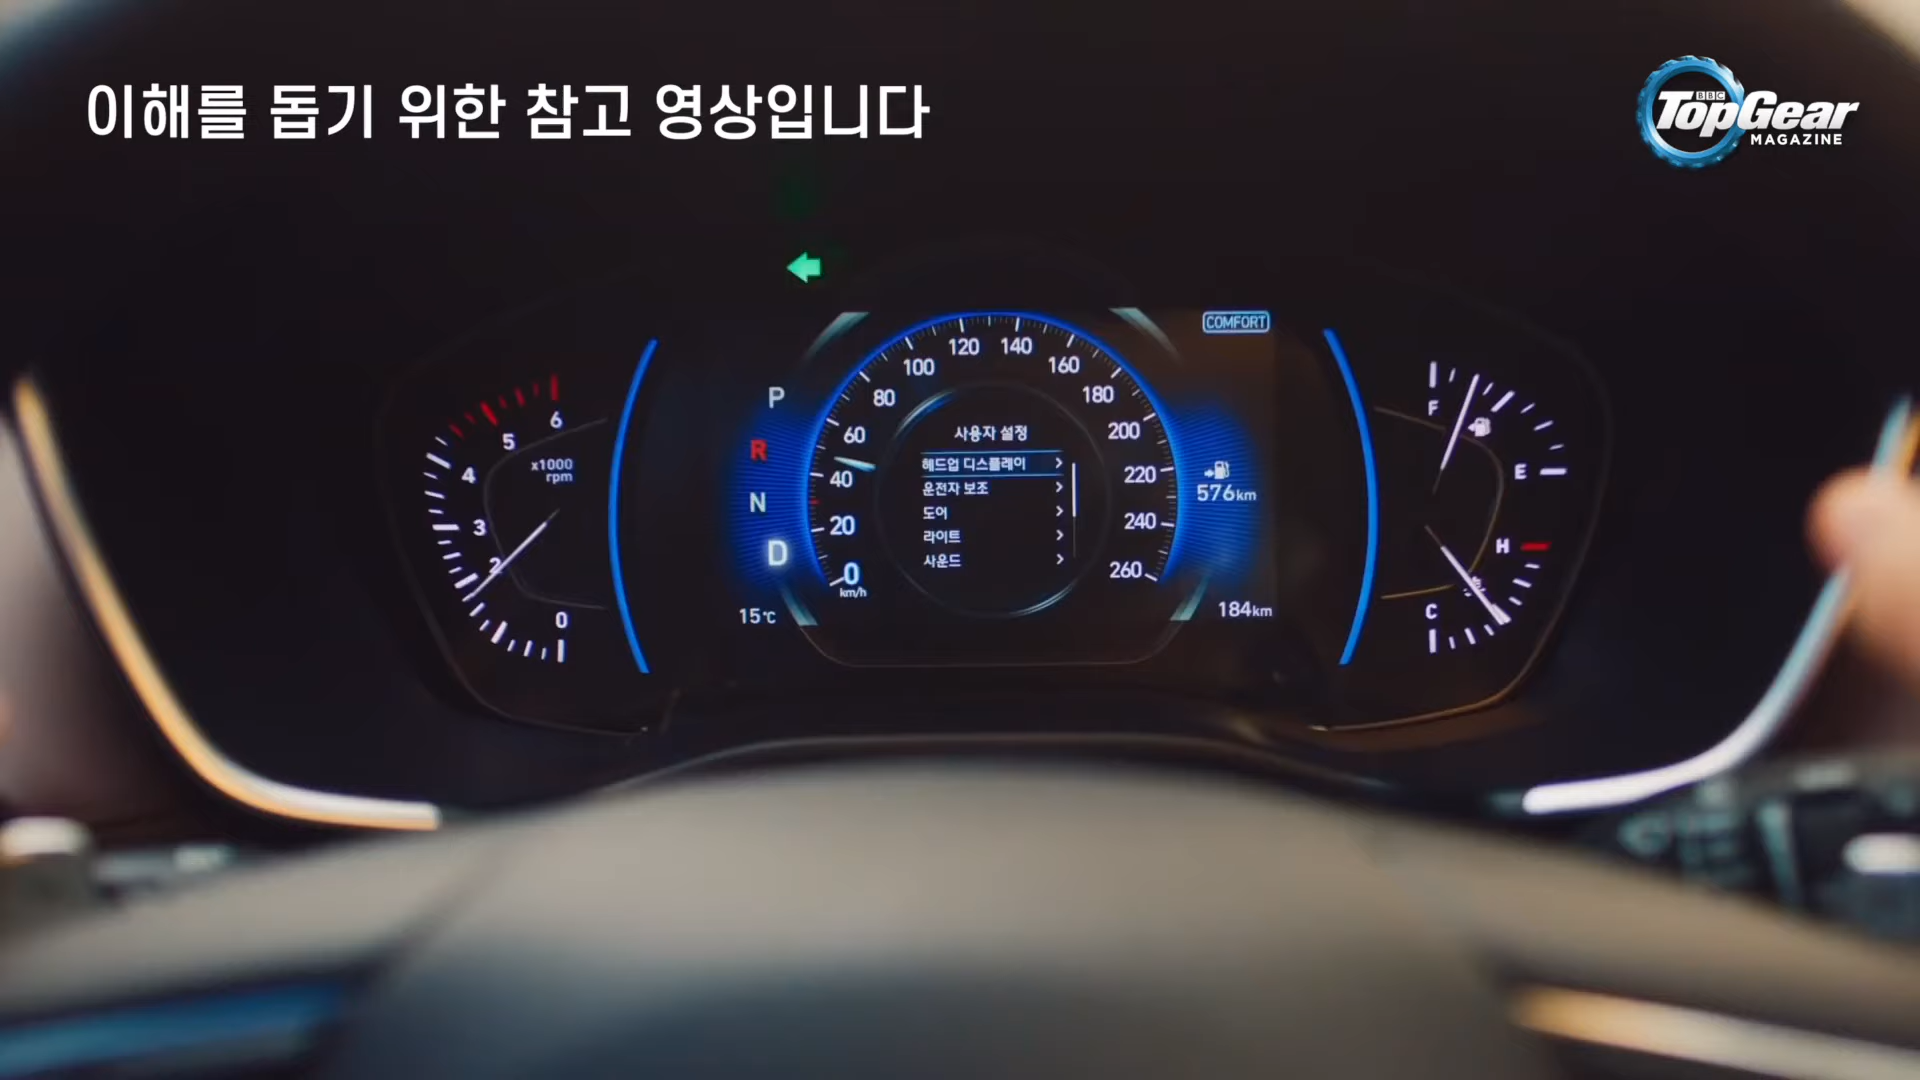 이해를 돕기 위한 참고 영상입니다
BBC
TopGear
MAGAZINE
COMFORT
6
5
4
3
2
0
x1000
rpm
P
R
N
D
15°C
0
20
40
60
80
100
120
140
160
180
200
220
240
260
km/h
사용자 설정
헤드업 디스플레이
운전자 보조
도어
라이트
사운드
576km
184km
F
E
H
C